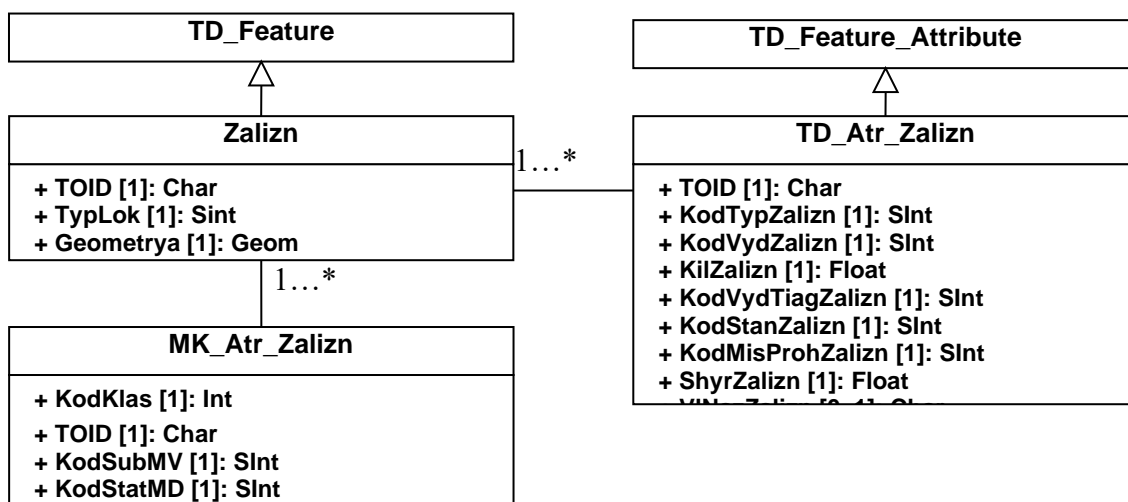 TD_Feature
TD_Feature_Attribute
Zalizn
+ TOID [1]: Char
+ TypLok [1]: Sint
+ Geometrya [1]: Geom
1…*
1…*
TD_Atr_Zalizn
+ TOID [1]: Char
+ KodTypZalizn [1]: SInt
+ KodVydZalizn [1]: SInt
+ KilZalizn [1]: Float
+ KodVydTiagZalizn [1]: SInt
+ KodStanZalizn [1]: SInt
+ KodMisProhZalizn [1]: SInt
+ ShyrZalizn [1]: Float
MK_Atr_Zalizn
+ KodKlas [1]: Int
+ TOID [1]: Char
+ KodSubMV [1]: SInt
+ KodStatMD [1]: SInt